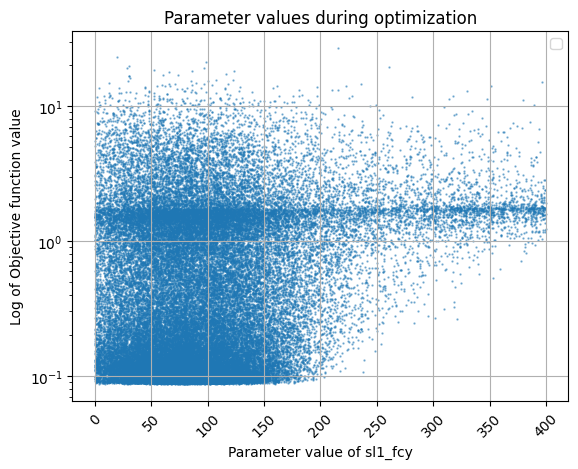 Parameter values during optimization
Log of Objective function value
10¹
10⁰
10⁻¹
0 50 100 150 200 250 300 350 400
Parameter value of sl1_fcy